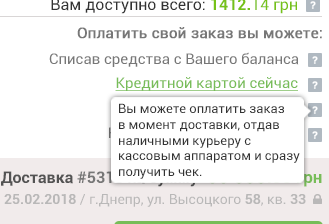 Вам доступно всего: 1412.14 грн
Оплатить свой заказ вы можете:
Списав средства с Вашего баланса ?
Кредитной картой сейчас ?
Вы можете оплатить заказ ?
в момент доставки, отдав
наличными курьеру с ?
кассовым аппаратом и сразу
получить чек.
Доставка #531 грн
25.02.2018 / г.Днепр, ул. Высоцкого 58, кв. 33